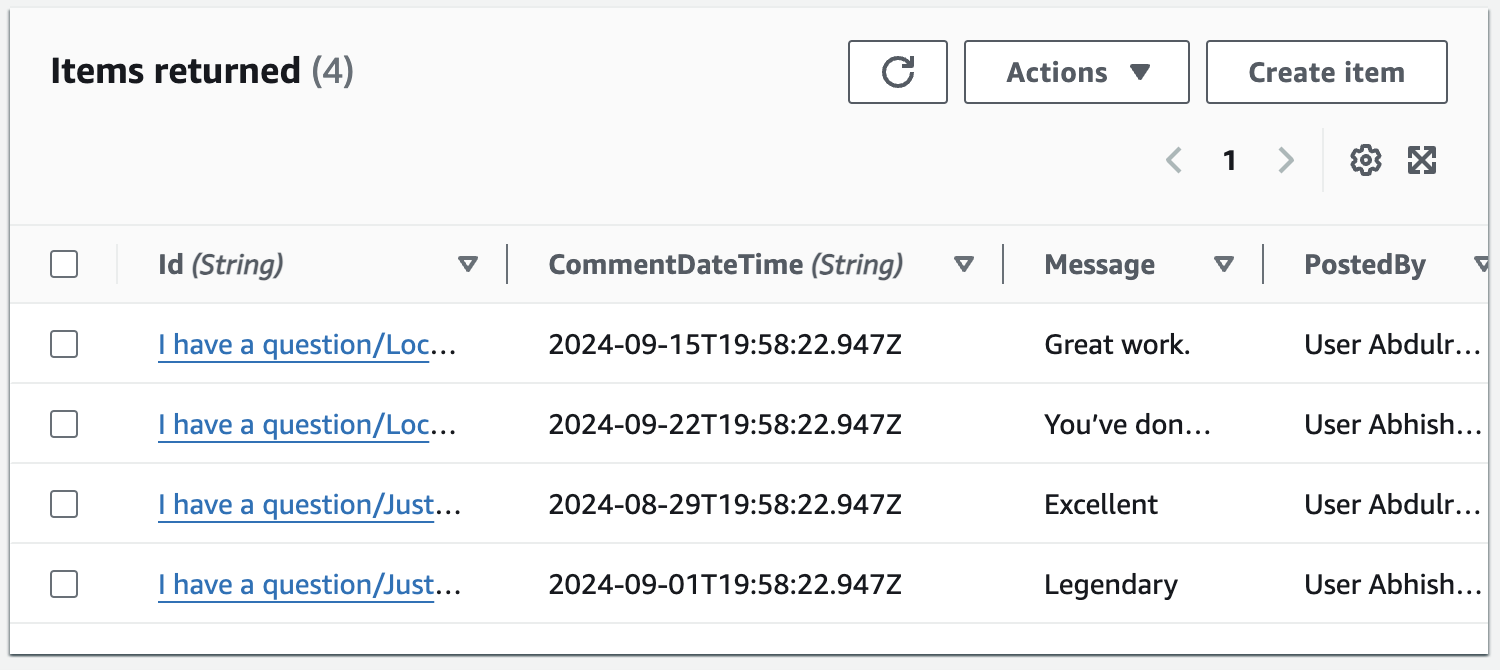 Items returned (4)
Actions Create item
1
Id (String) CommentDateTime (String) Message PostedBy
I have a question/Loc... 2024-09-15T19:58:22.947Z Great work. User Abdulr...
I have a question/Loc... 2024-09-22T19:58:22.947Z You’ve don... User Abhish...
I have a question/Just... 2024-08-29T19:58:22.947Z Excellent User Abdulr...
I have a question/Just... 2024-09-01T19:58:22.947Z Legendary User Abhish...